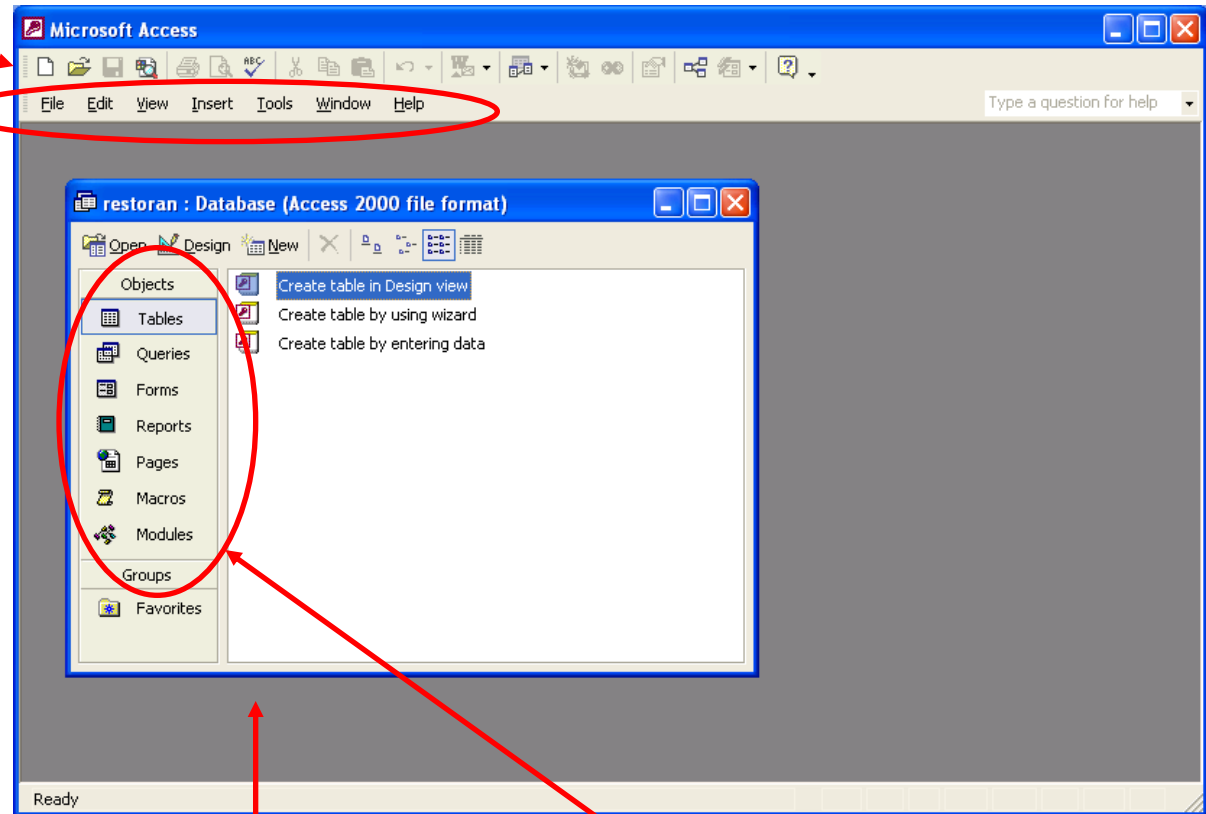 Microsoft Access
ABC
File Edit View Insert Tools Window Help
Type a question for help
restoran : Database (Access 2000 file format)
Open Design New
Objects
Tables
Queries
Forms
Reports
Pages
Macros
Modules
Groups
Favorites
Create table in Design view
Create table by using wizard
Create table by entering data
Ready